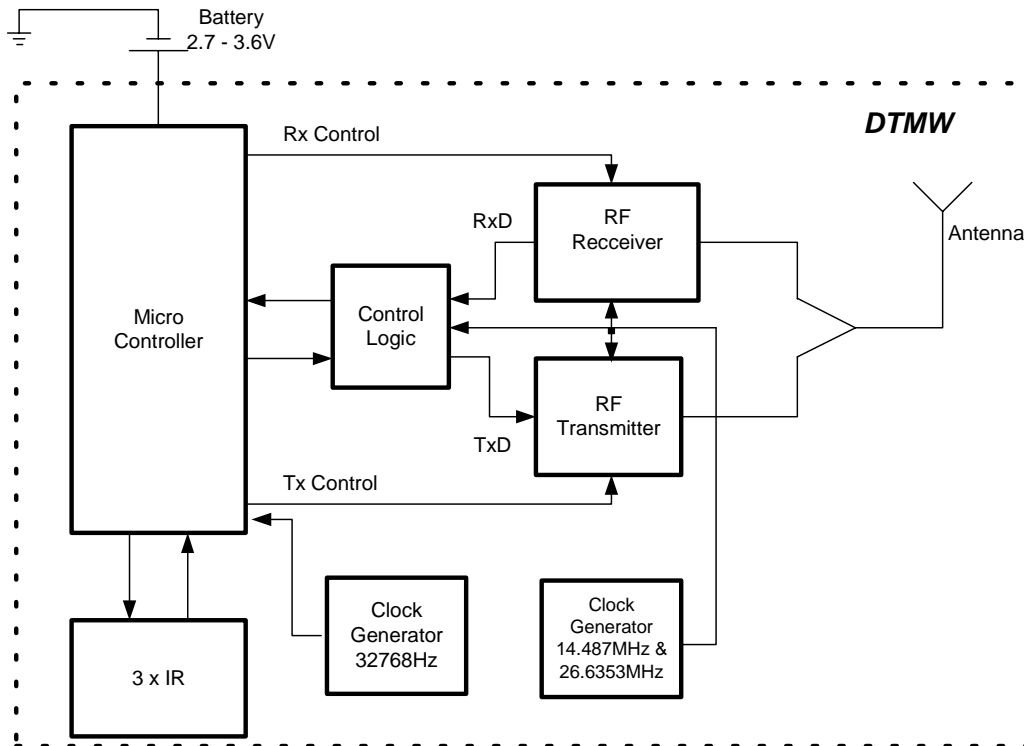 Battery
2.7 - 3.6V
DTMW
Rx Control
RF
Recceiver
RxD
Antenna
Micro
Controller
Control
Logic
RF
Transmitter
TxD
Tx Control
3 x IR
Clock
Generator
32768Hz
Clock
Generator
14.487MHz &
26.6353MHz